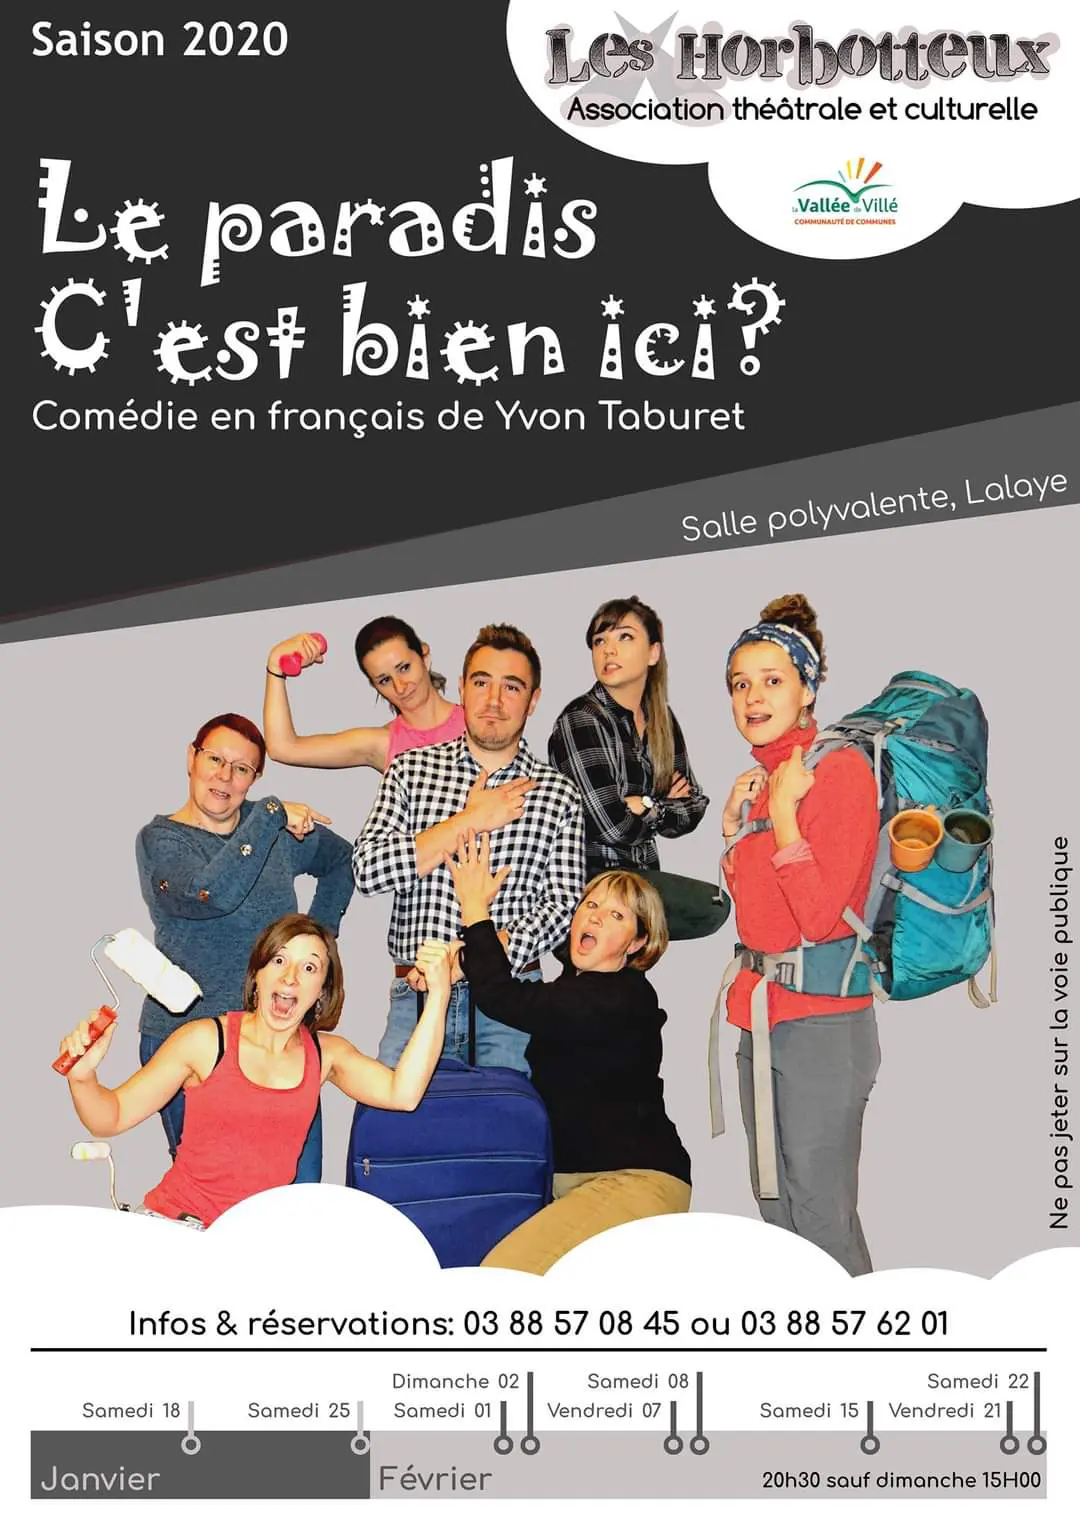 Saison 2020
Les Horbotteux
Association théâtrale et culturelle
la Vallée de Villé
COMMUNAUTÉ DE COMMUNES
Le paradis
C'est bien ici?
Comédie en français de Yvon Taburet
Salle polyvalente, Lalaye
Ne pas jeter sur la voie publique
Infos & réservations: 03 88 57 08 45 ou 03 88 57 62 01
Dimanche 02 Samedi 08 Samedi 22
Samedi 18 Samedi 25 Samedi 01 Vendredi 07 Samedi 15 Vendredi 21
Janvier Février 20h30 sauf dimanche 15H00